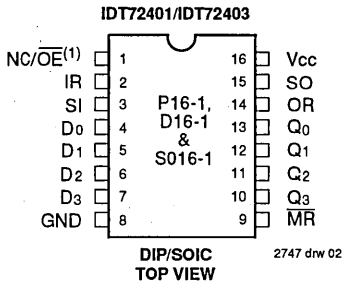 IDT72401/IDT72403
NC/OE(1) 1 16 Vcc
IR 2 15 SO
SI 3 14 OR
D0 4 13 Q0
D1 5 12 Q1
D2 6 11 Q2
D3 7 10 Q3
GND 8 9 MR
P16-1,
D16-1
&
S016-1
DIP/SOIC
TOP VIEW
2747 drw 02